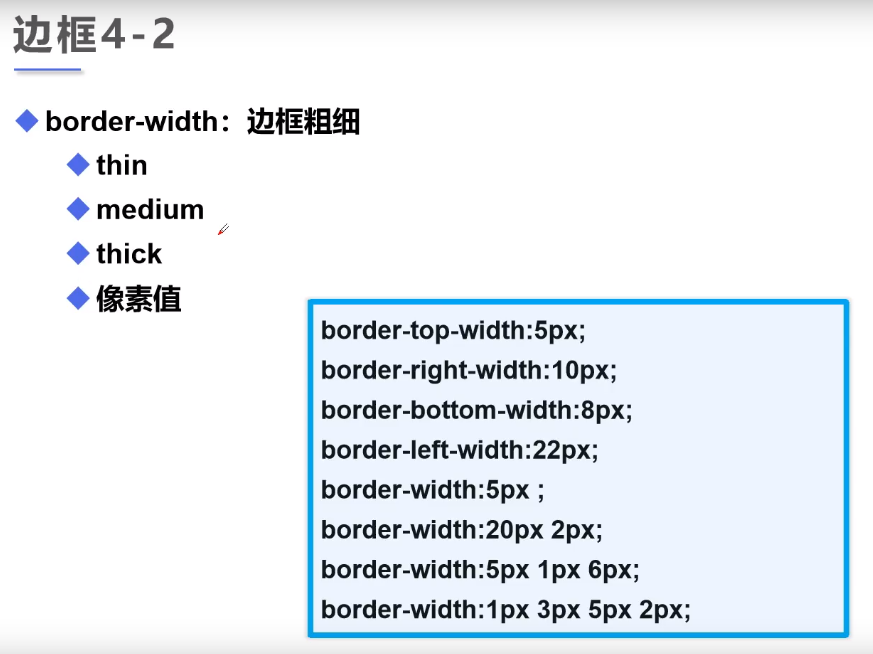 边框4-2
border-width：边框粗细
thin
medium
thick
像素值
border-top-width:5px;
border-right-width:10px;
border-bottom-width:8px;
border-left-width:22px;
border-width:5px ;
border-width:20px 2px;
border-width:5px 1px 6px;
border-width:1px 3px 5px 2px;